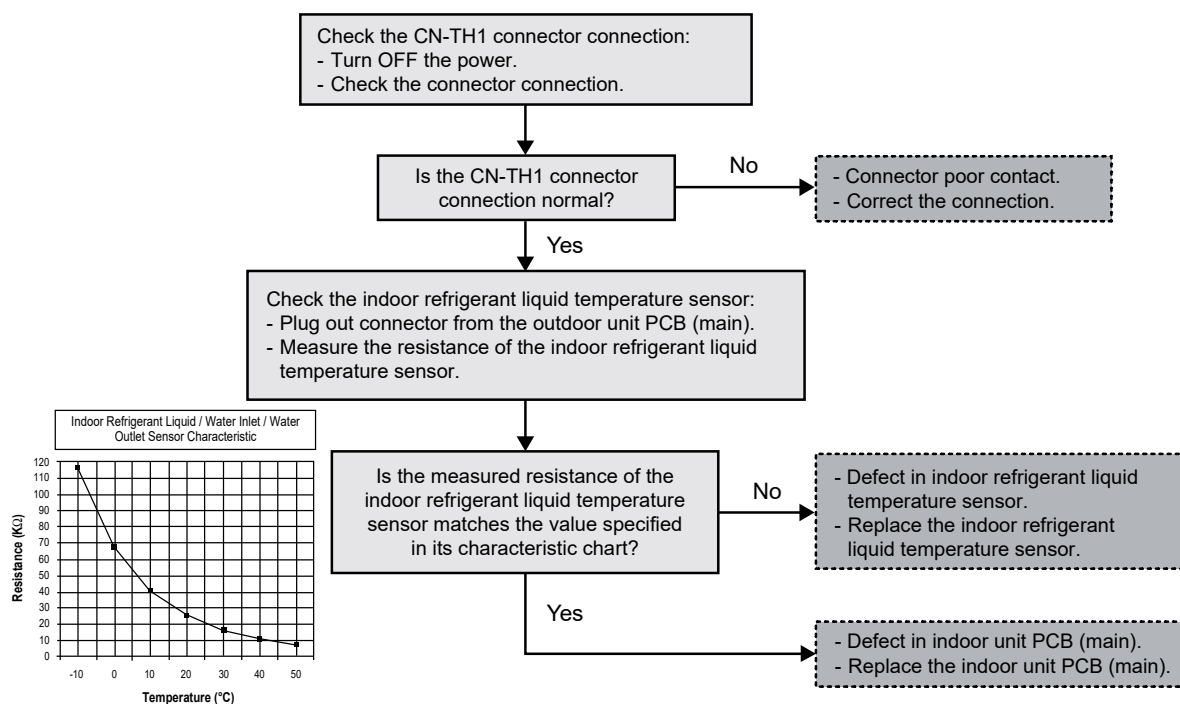 Check the CN-TH1 connector connection:
- Turn OFF the power.
- Check the connector connection.
Is the CN-TH1 connector
connection normal?
No
- Connector poor contact.
- Correct the connection.
Yes
Check the indoor refrigerant liquid temperature sensor:
- Plug out connector from the outdoor unit PCB (main).
- Measure the resistance of the indoor refrigerant liquid
temperature sensor.
Indoor Refrigerant Liquid / Water Inlet / Water
Outlet Sensor Characteristic
120
110
100
90
80
70
60
50
40
30
20
10
0
Resistance (KΩ)
-10 0 10 20 30 40 50
Temperature (°C)
Is the measured resistance of the
indoor refrigerant liquid temperature
sensor matches the value specified
in its characteristic chart?
No
- Defect in indoor refrigerant liquid
temperature sensor.
- Replace the indoor refrigerant
liquid temperature sensor.
Yes
- Defect in indoor unit PCB (main).
- Replace the indoor unit PCB (main).